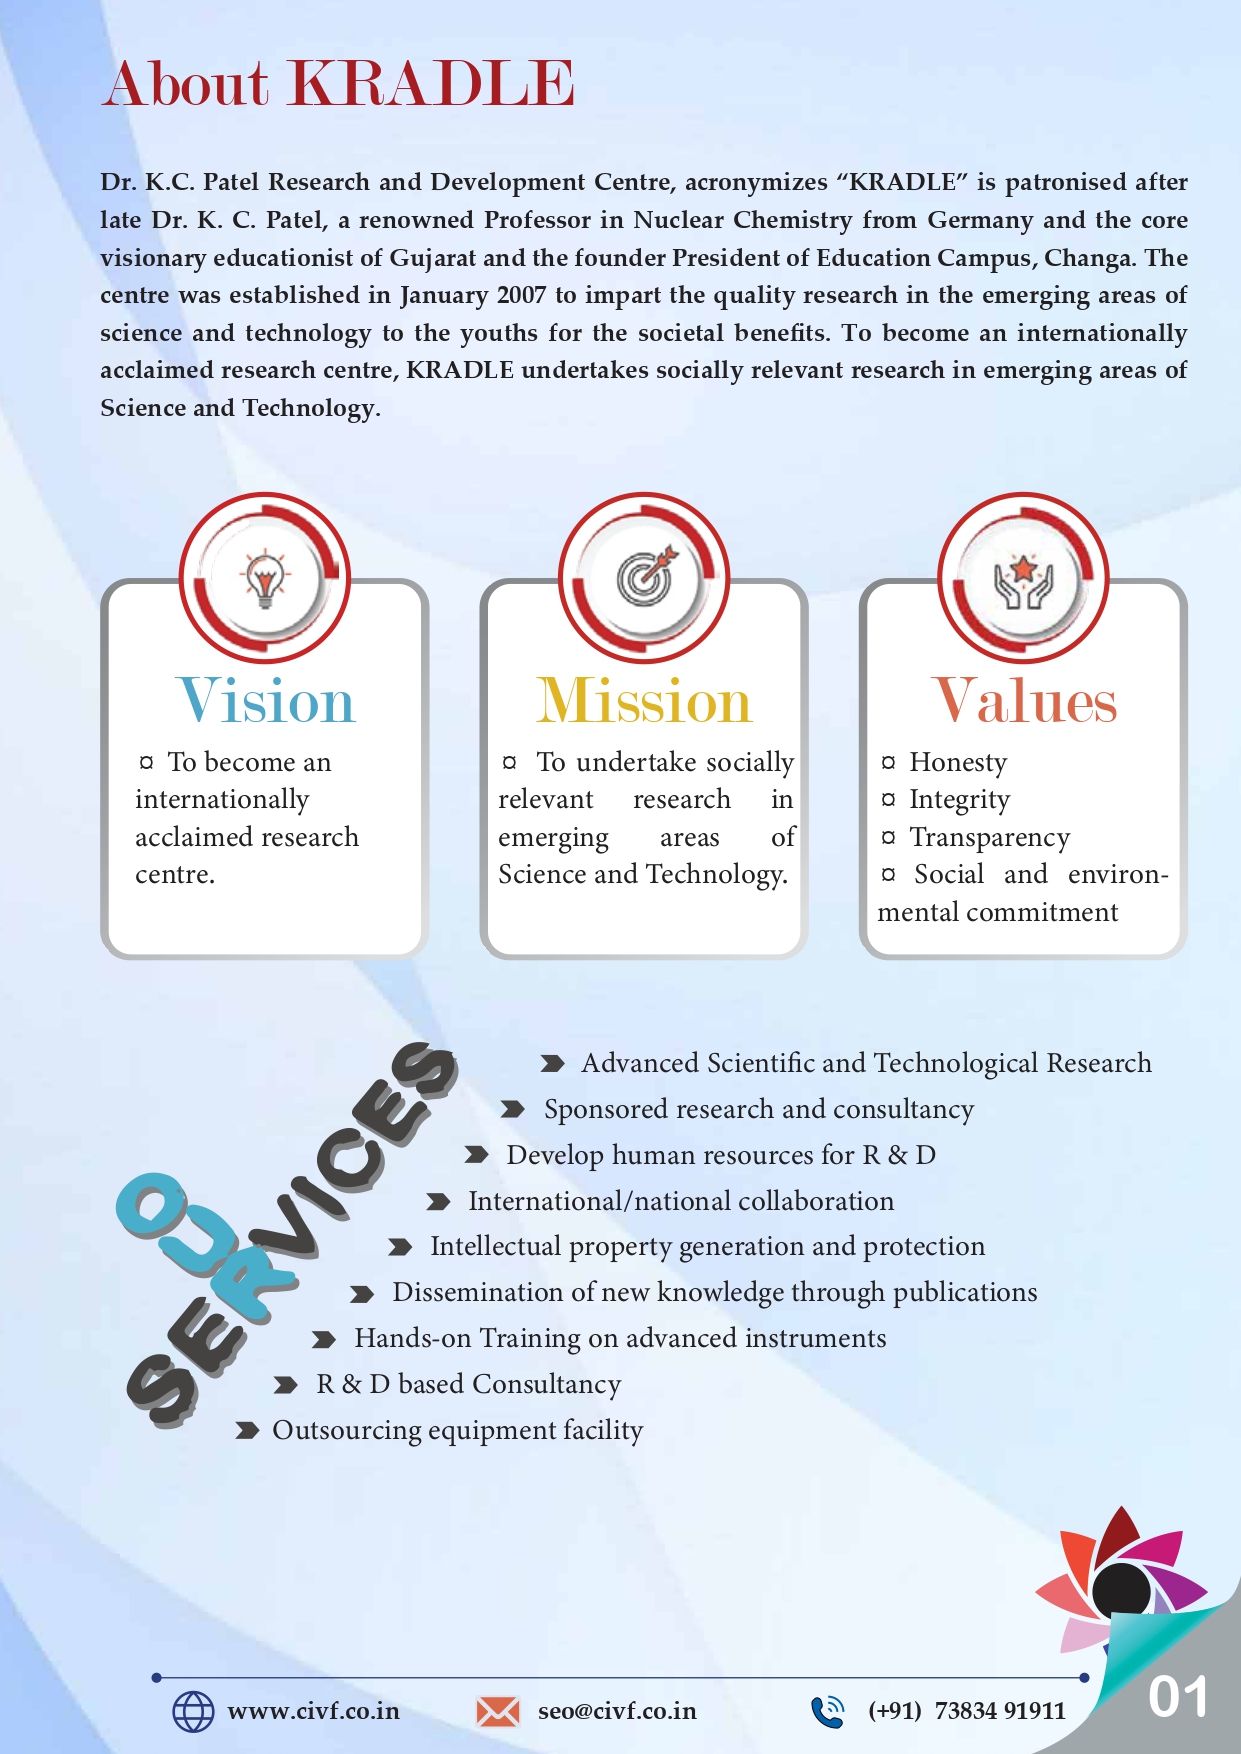 About KRADLE
Dr. K.C. Patel Research and Development Centre, acronymizes “KRADLE” is patronised after
late Dr. K. C. Patel, a renowned Professor in Nuclear Chemistry from Germany and the core
visionary educationist of Gujarat and the founder President of Education Campus, Changa. The
centre was established in January 2007 to impart the quality research in the emerging areas of
science and technology to the youths for the societal benefits. To become an internationally
acclaimed research centre, KRADLE undertakes socially relevant research in emerging areas of
Science and Technology.
Vision
¤ To become an
internationally
acclaimed research
centre.
Mission
¤ To undertake socially
relevant research in
emerging areas of
Science and Technology.
Values
¤ Honesty
¤ Integrity
¤ Transparency
¤ Social and environ-
mental commitment
OUR
SERVICES
Advanced Scientific and Technological Research
Sponsored research and consultancy
Develop human resources for R & D
International/national collaboration
Intellectual property generation and protection
Dissemination of new knowledge through publications
Hands-on Training on advanced instruments
R & D based Consultancy
Outsourcing equipment facility
www.civf.co.in
seo@civf.co.in
(+91) 73834 91911
01